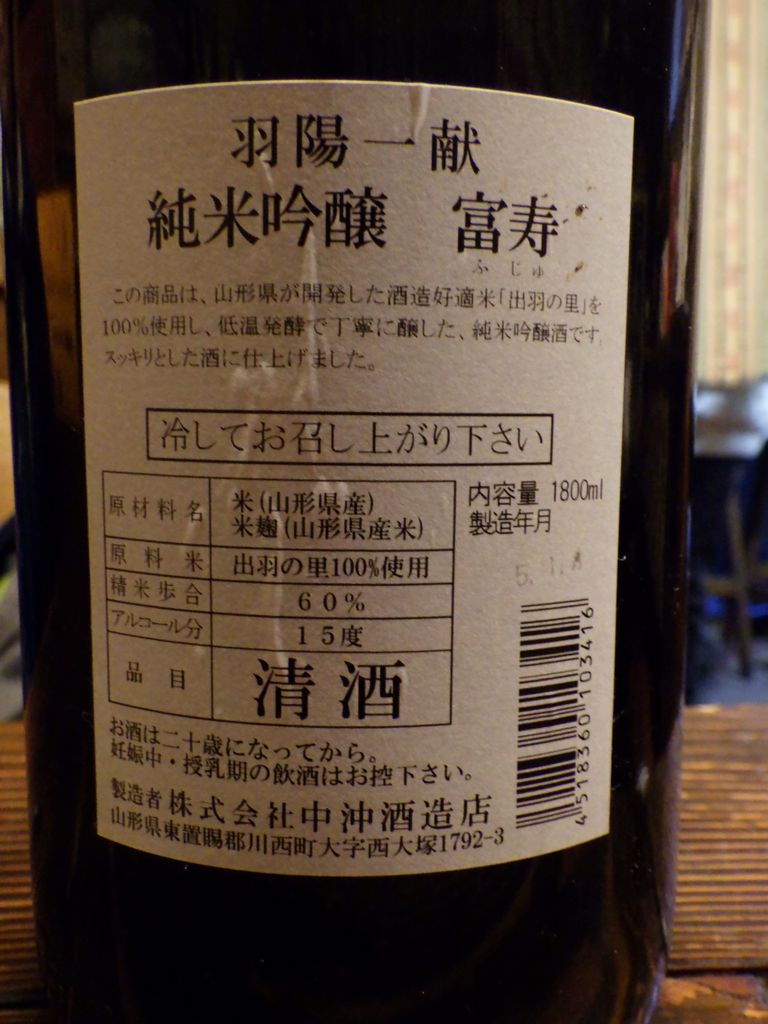 羽陽一献
純米吟醸　富寿
ふじゅ
この商品は、山形県が開発した酒造好適米「出羽の里」を
100%使用し、低温発酵で丁寧に醸した、純米吟醸酒です。
スッキリとした酒に仕上げました。
冷してお召し上がり下さい
原材料名 米(山形県産)
米麹(山形県産米)
原料米 出羽の里100%使用
精米歩合 60%
アルコール分 15度
品目 清酒
内容量 1800ml
製造年月
5.1.
4518360103416
お酒は二十歳になってから。
妊娠中・授乳期の飲酒はお控下さい。
製造者 株式会社中沖酒造店
山形県東置賜郡川西町大字西大塚1792-3